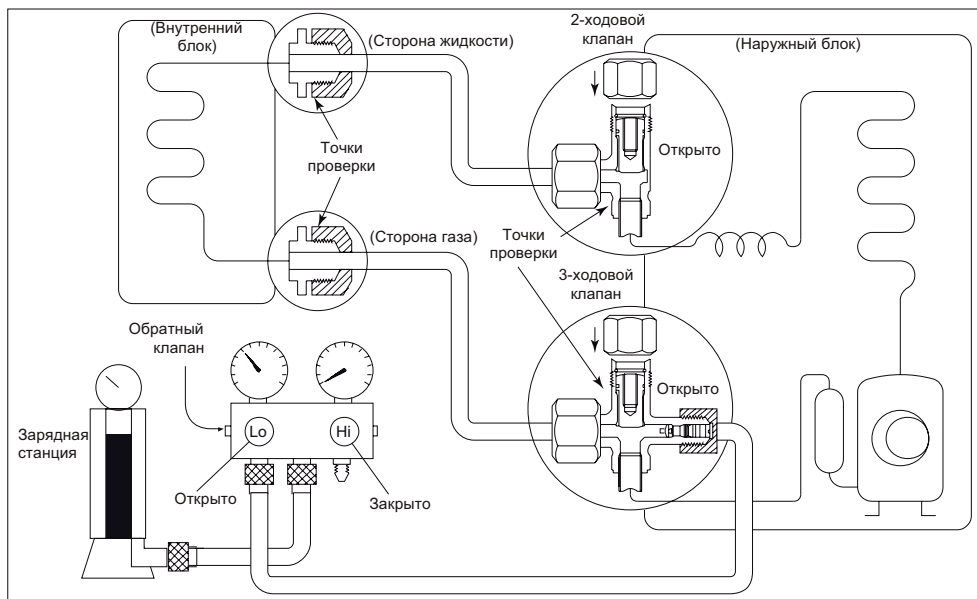 (Внутренний
блок)
(Сторона жидкости)
2-ходовой
клапан
(Наружный блок)
Открыто
Точки
проверки
(Сторона газа)
Точки
проверки
3-ходовой
клапан
Обратный
клапан
Открыто
Зарядная
станция
Lo
Hi
Открыто
Закрыто